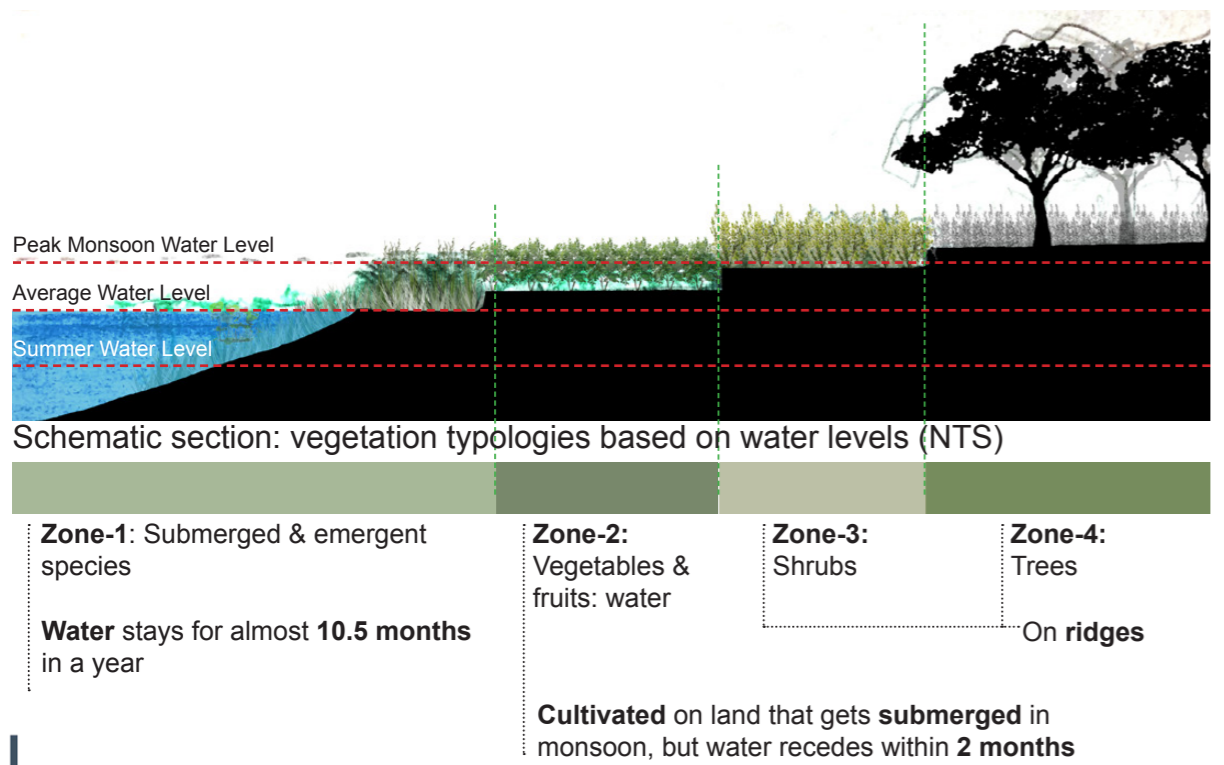 Peak Monsoon Water Level
Average Water Level
Summer Water Level
Schematic section: vegetation typologies based on water levels (NTS)
Zone-1: Submerged & emergent
species
Water stays for almost 10.5 months
in a year
Zone-2:
Vegetables &
fruits: water
Zone-3:
Shrubs
Zone-4:
Trees
On ridges
Cultivated on land that gets submerged in
monsoon, but water recedes within 2 months